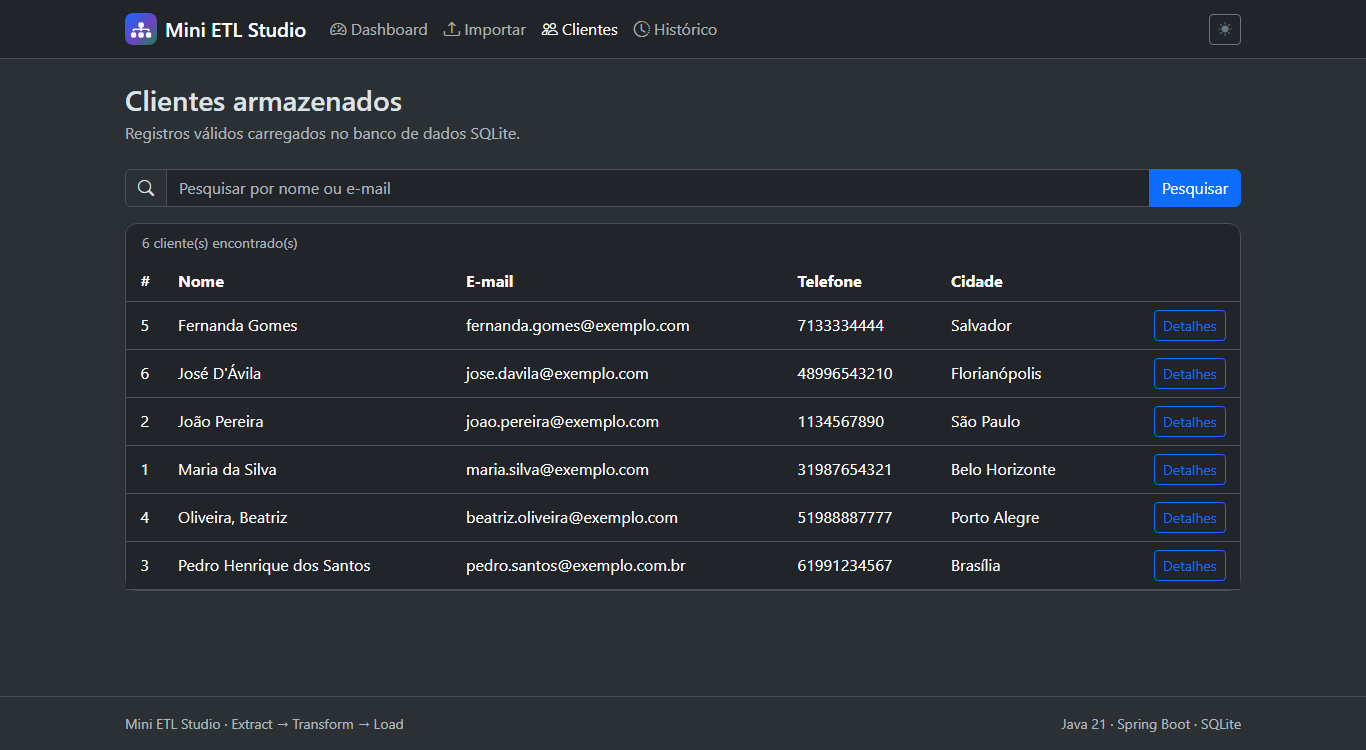 Mini ETL Studio Dashboard Importar Clientes Histórico
Clientes armazenados
Registros válidos carregados no banco de dados SQLite.
Pesquisar por nome ou e-mail Pesquisar
6 cliente(s) encontrado(s)
# Nome E-mail Telefone Cidade
5 Fernanda Gomes fernanda.gomes@exemplo.com 7133334444 Salvador Detalhes
6 José D'Ávila jose.davila@exemplo.com 48996543210 Florianópolis Detalhes
2 João Pereira joao.pereira@exemplo.com 1134567890 São Paulo Detalhes
1 Maria da Silva maria.silva@exemplo.com 31987654321 Belo Horizonte Detalhes
4 Oliveira, Beatriz beatriz.oliveira@exemplo.com 51988887777 Porto Alegre Detalhes
3 Pedro Henrique dos Santos pedro.santos@exemplo.com.br 61991234567 Brasília Detalhes
Mini ETL Studio · Extract → Transform → Load Java 21 · Spring Boot · SQLite